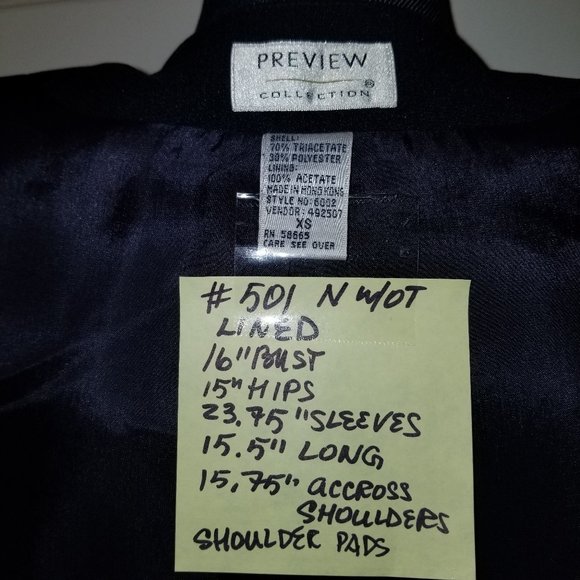 PREVIEW
COLLECTION ®
SHELL:
70% TRIACETATE
30% POLYESTER
LINING:
100% ACETATE
MADE IN HONG KONG
STYLE NO: 6002
VENDOR: 492507
XS
RN 58665
CARE SEE OVER
#501 N W/OT
LINED
16" BUST
15" HIPS
23.75" SLEEVES
15.5" LONG
15.75" ACCROSS
SHOULDERS
SHOULDER PADS